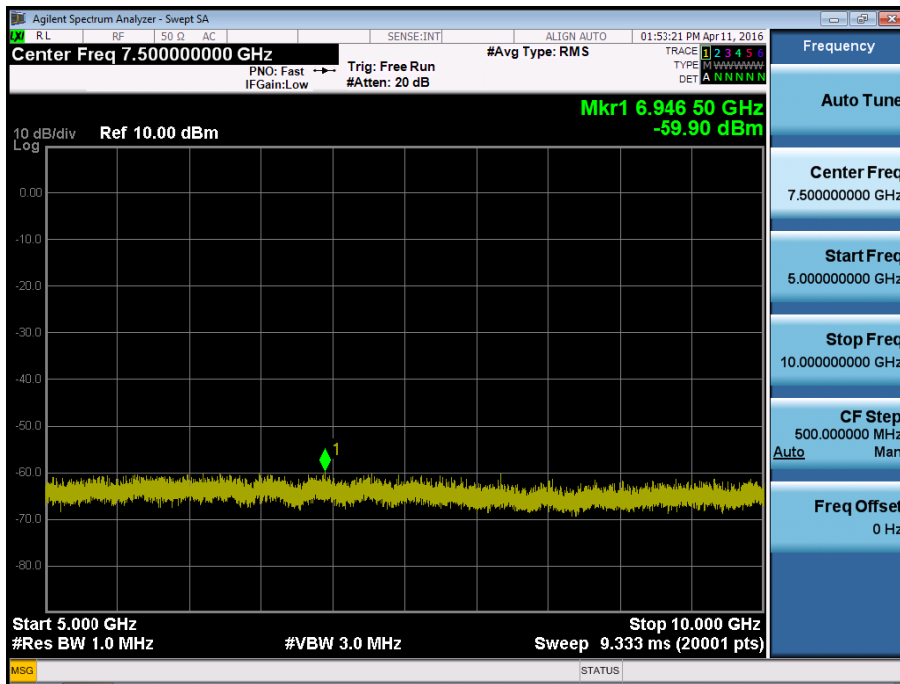 Agilent Spectrum Analyzer - Swept SA
LXI RL RF 50 Ω AC SENSE:INT ALIGN AUTO 01:53:21 PM Apr 11, 2016
Center Freq 7.500000000 GHz #Avg Type: RMS TRACE 1 2 3 4 5 6
PNO: Fast Trig: Free Run TYPE M WWWWW
IFGain:Low #Atten: 20 dB DET A N N N N N
Mkr1 6.946 50 GHz
-59.90 dBm
10 dB/div Ref 10.00 dBm
Log
0.00
-10.0
-20.0
-30.0
-40.0
-50.0
-60.0
-70.0
-80.0
1
Start 5.000 GHz Stop 10.000 GHz
#Res BW 1.0 MHz #VBW 3.0 MHz Sweep 9.333 ms (20001 pts)
MSG STATUS
Frequency
Auto Tune
Center Freq
7.500000000 GHz
Start Freq
5.000000000 GHz
Stop Freq
10.000000000 GHz
CF Step
500.000000 MHz
Auto Man
Freq Offset
0 Hz